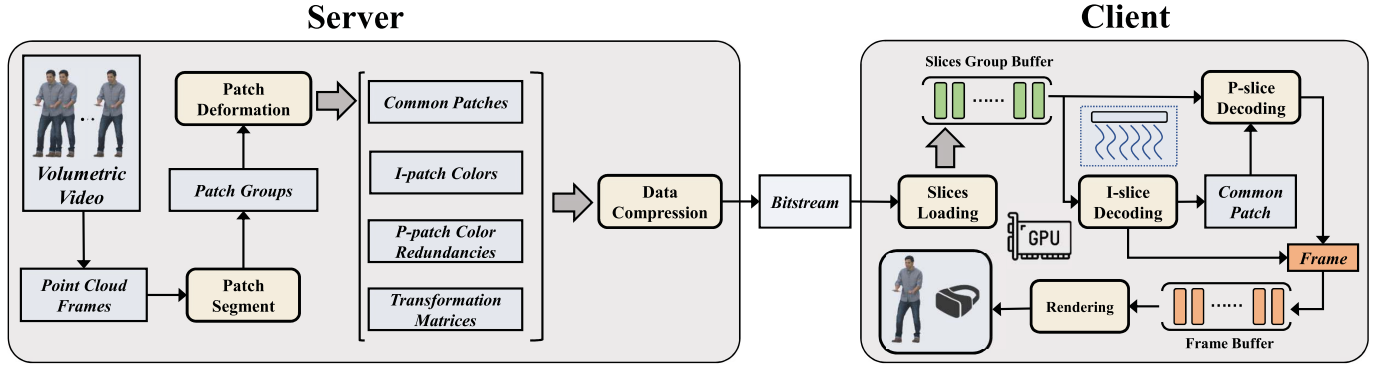 Server
Client
Volumetric
Video
Point Cloud
Frames
Patch
Deformation
Patch Groups
Patch
Segment
Common Patches
I-patch Colors
P-patch Color
Redundancies
Transformation
Matrices
Data
Compression
Bitstream
Slices Group Buffer
Slices
Loading
P-slice
Decoding
I-slice
Decoding
Common
Patch
GPU
Frame
Rendering
Frame Buffer